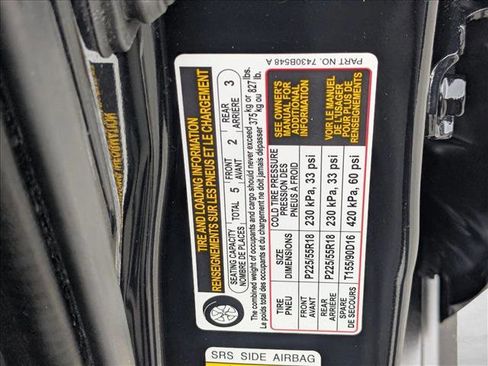 TIRE AND LOADING INFORMATION
RENSEIGNEMENTS SUR LES PNEUS ET LE CHARGEMENT
SEATING CAPACITY
NOMBRE DE PLACES
TOTAL 5
FRONT
AVANT
2
REAR
ARRIÈRE
3
The combined weight of occupants and cargo should never exceed 375 kg or 827 lbs.
Le poids total des occupants et du chargement ne doit jamais dépasser 375 kg ou 827 lb.
TIRE
PNEU
SIZE
DIMENSIONS
COLD TIRE PRESSURE
PRESSION DES
PNEUS À FROID
FRONT
AVANT
P225/55R18
230 kPa, 33 psi
REAR
ARRIÈRE
P225/55R18
230 kPa, 33 psi
SPARE
DE SECOURS
T155/90D16
420 kPa, 60 psi
SEE OWNER'S
MANUAL FOR
ADDITIONAL
INFORMATION
VOIR LE MANUEL
DE L'USAGER
POUR PLUS DE
RENSEIGNEMENTS
PART NO. 7430B548 A
SRS SIDE AIRBAG